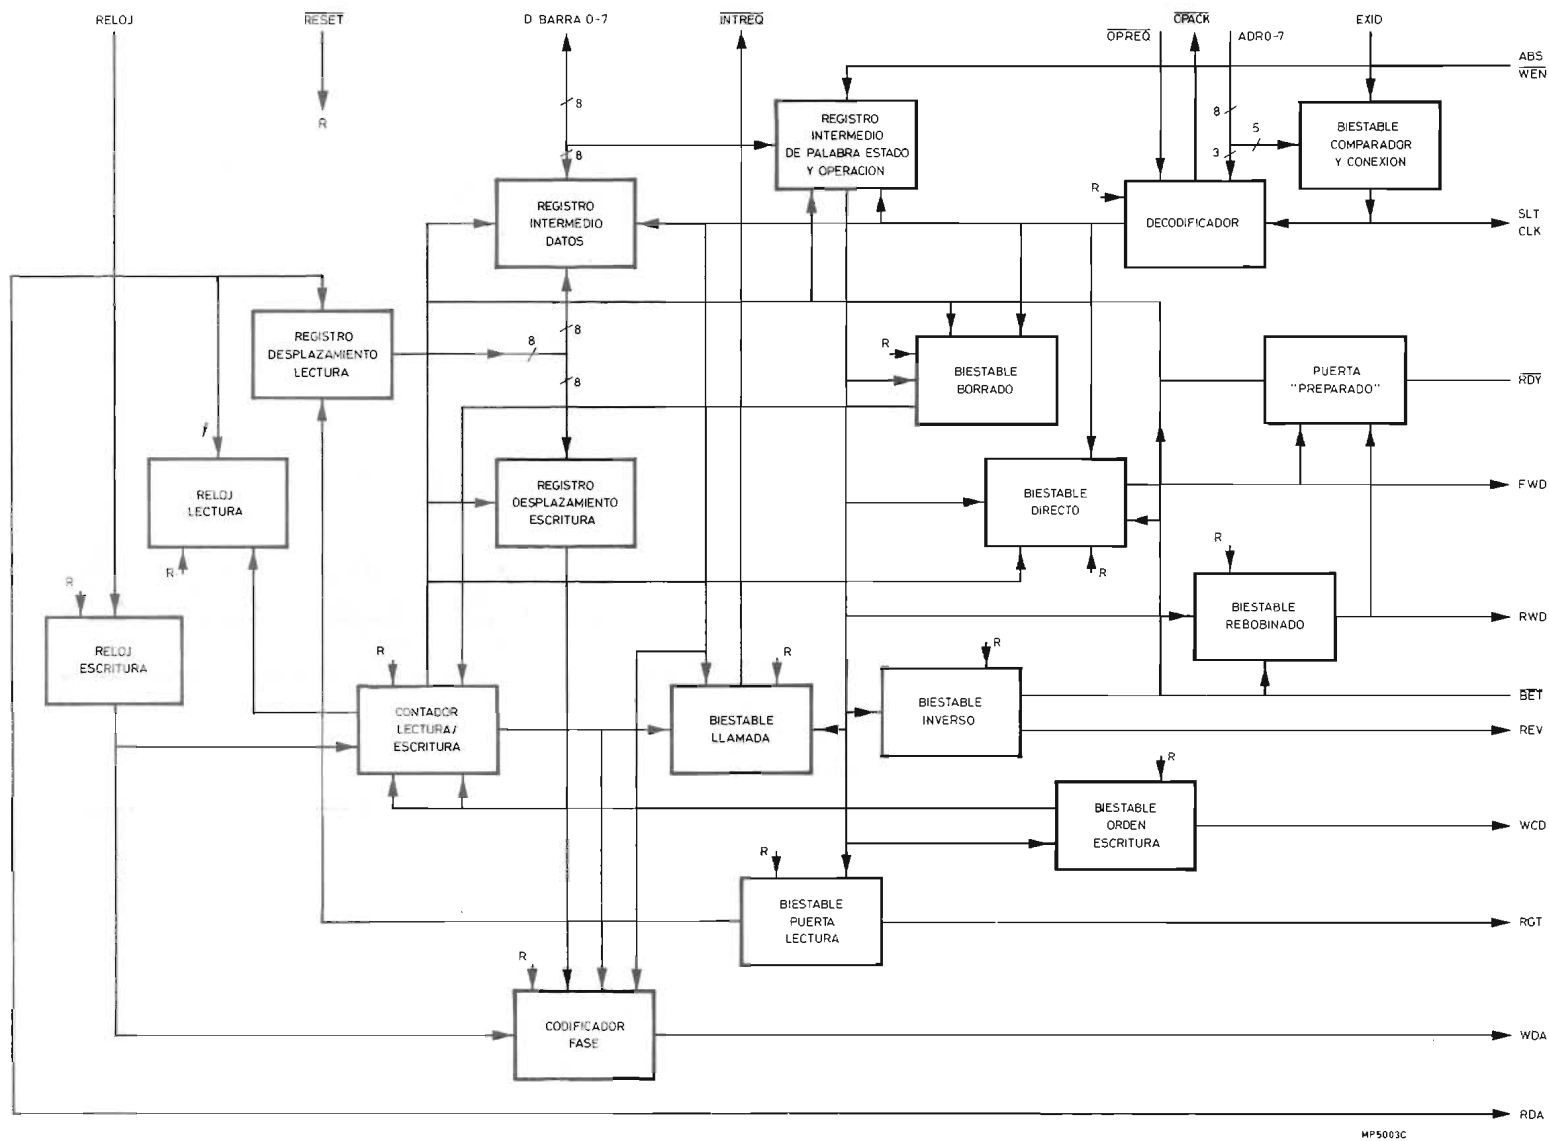 RELOJ
RESET
D BARRA 0-7
INTREQ
OPREQ
OPACK
ADR0-7
EXID
ABS
WEN
R
8
8
8
5
3
REGISTRO
INTERMEDIO
DE PALABRA ESTADO
Y OPERACION
BIESTABLE
COMPARADOR
Y CONEXION
REGISTRO
INTERMEDIO
DATOS
R
DECODIFICADOR
SLT
CLK
REGISTRO
DESPLAZAMIENTO
LECTURA
8
8
8
R
BIESTABLE
BORRADO
PUERTA
"PREPARADO"
RDY
RELOJ
LECTURA
R
REGISTRO
DESPLAZAMIENTO
ESCRITURA
BIESTABLE
DIRECTO
R
FWD
R
BIESTABLE
REBOBINADO
RWD
R
RELOJ
ESCRITURA
R
CONTADOR
LECTURA/
ESCRITURA
R
BIESTABLE
LLAMADA
R
BIESTABLE
INVERSO
BET
REV
R
BIESTABLE
ORDEN
ESCRITURA
WCD
R
BIESTABLE
PUERTA
LECTURA
RGT
R
CODIFICADOR
FASE
WDA
RDA
MP5003C